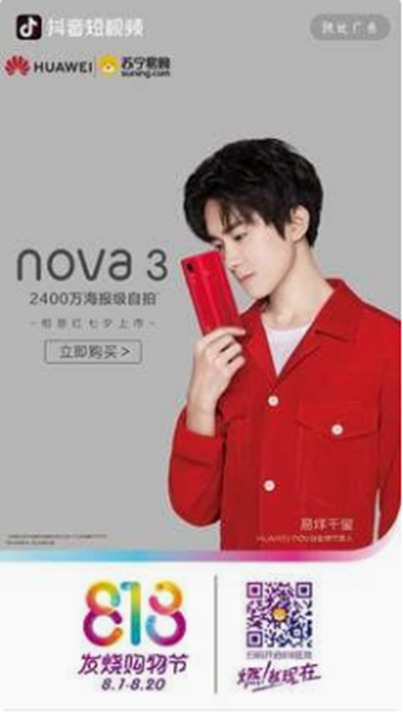 抖音短视频
跳过广告
HUAWEI
苏宁易购
suning.com
nova 3
2400万海报级自拍
-相思红七夕上市-
立即购买>
易烊千玺
HUAWEI nova全球代言人
818
发烧购物节
8.1-8.20
燃!发现在